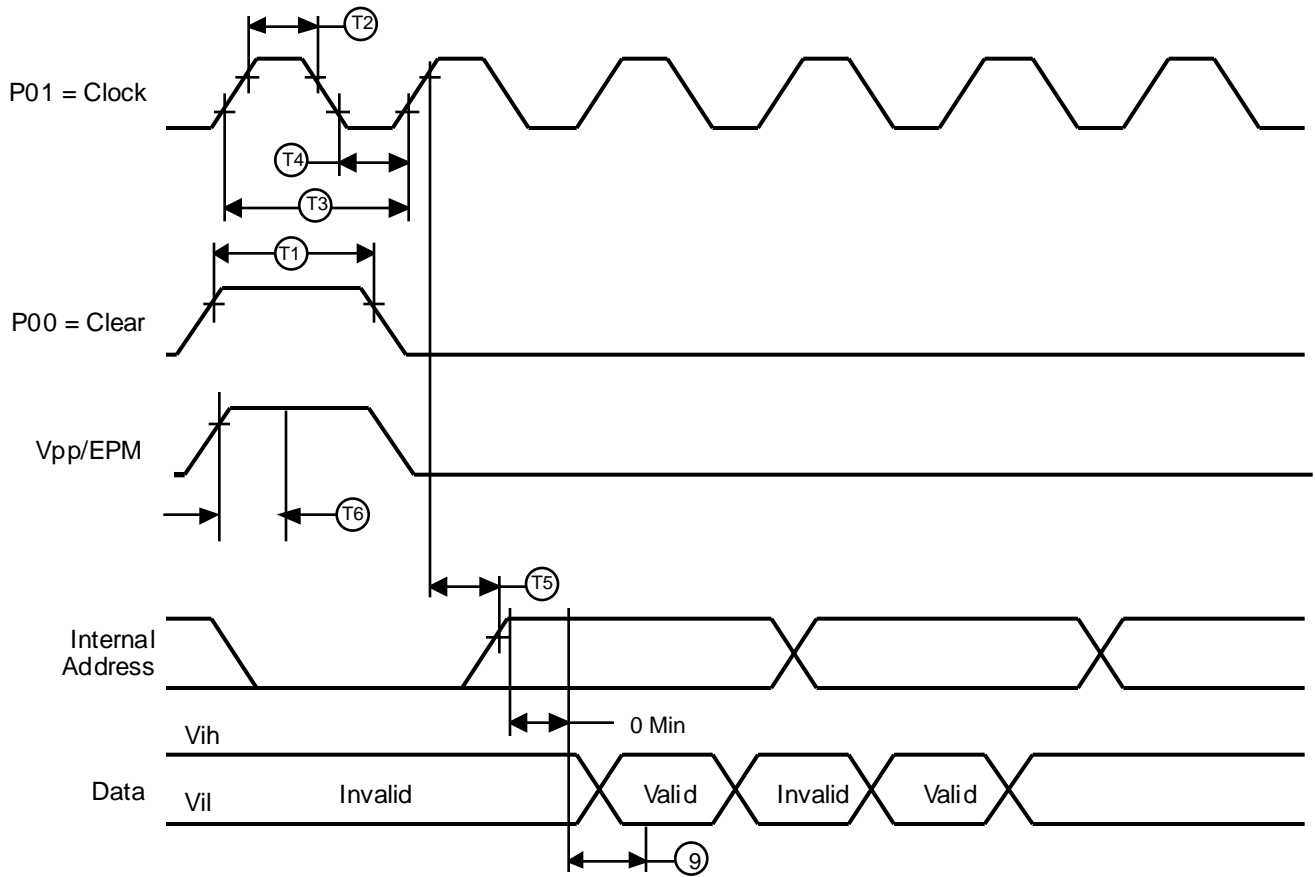 T2
P01 = Clock
T4
T3
T1
P00 = Clear
Vpp/EPM
T6
T5
Internal
Address
0 Min
Vih
Data
Vil
Invalid
Valid
Invalid
Valid
9